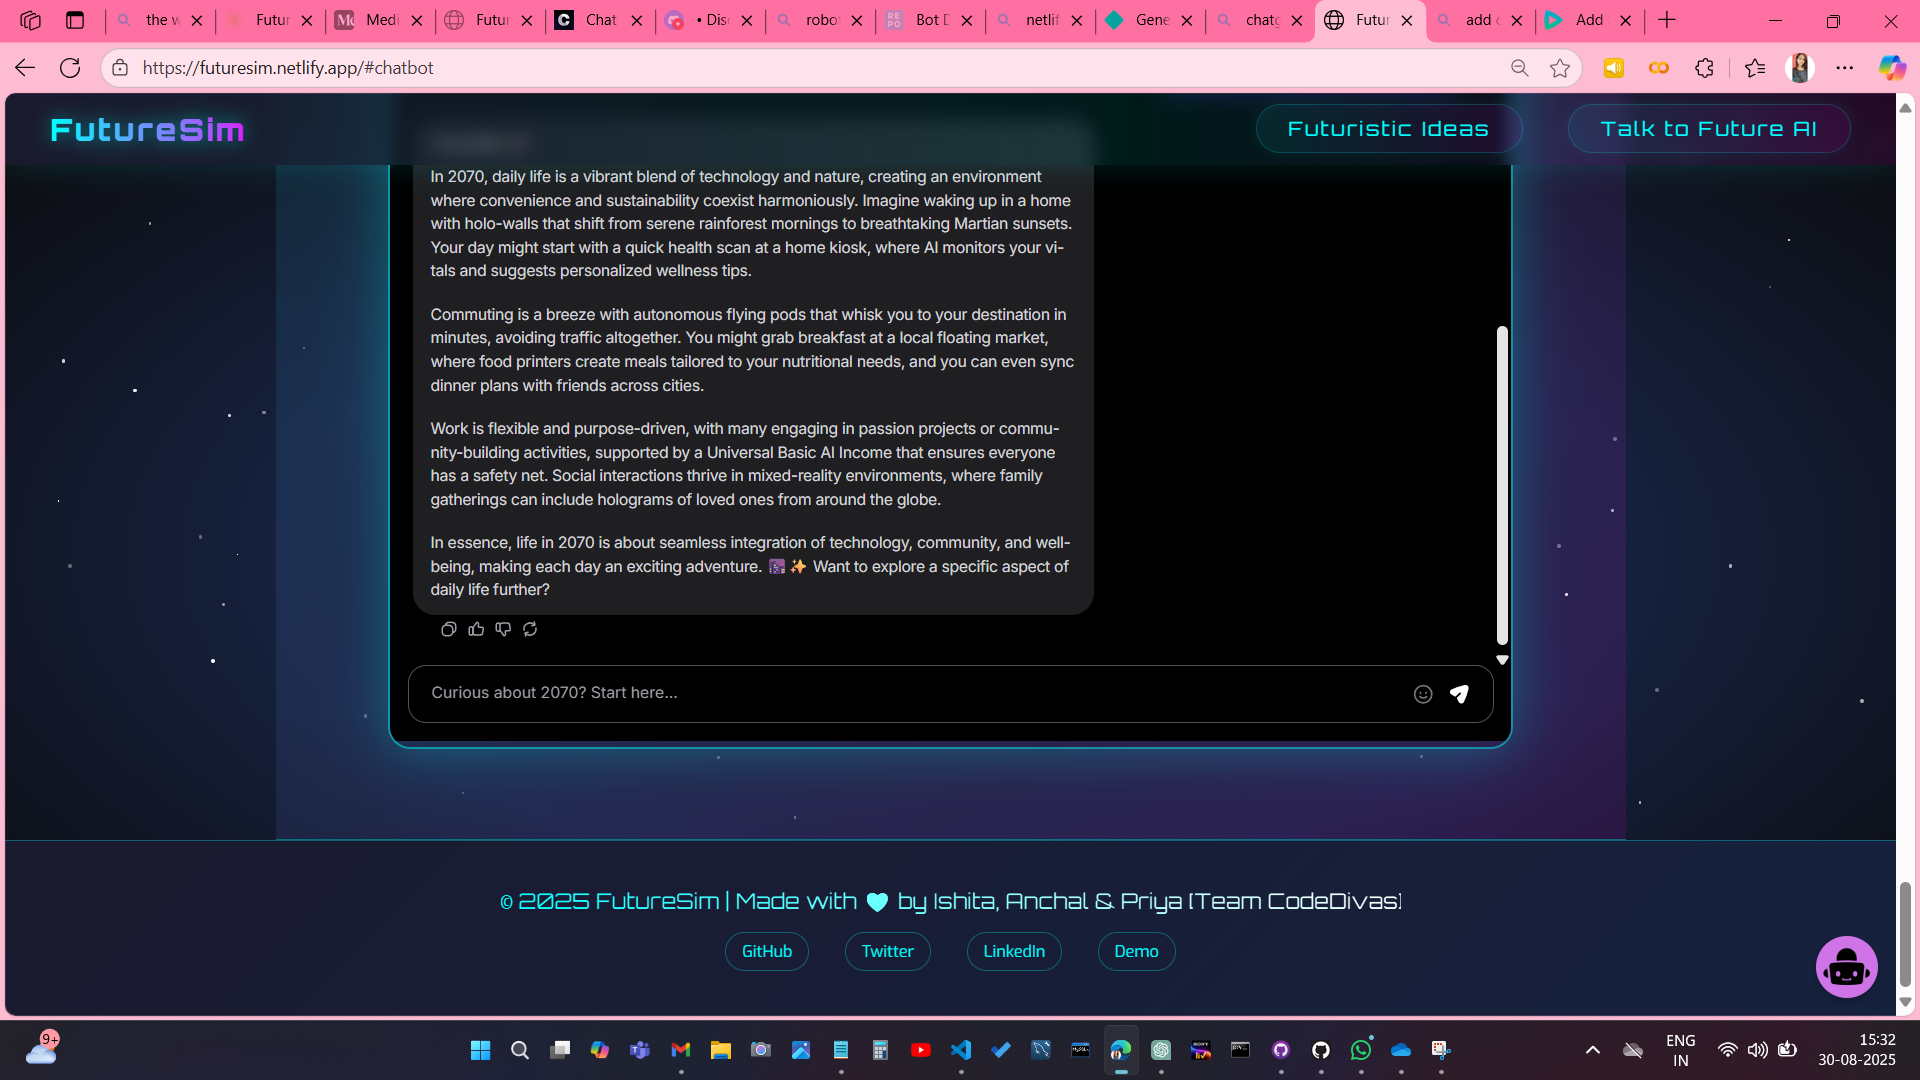 the w
Futur
Medi
Futur
Chat
• Disc
robo
Bot D
netlif
Gene
chatg
Futur
add c
Add
https://futuresim.netlify.app/#chatbot
FutureSim
Futuristic Ideas
Talk to Future AI
In 2070, daily life is a vibrant blend of technology and nature, creating an environment
where convenience and sustainability coexist harmoniously. Imagine waking up in a home
with holo-walls that shift from serene rainforest mornings to breathtaking Martian sunsets.
Your day might start with a quick health scan at a home kiosk, where AI monitors your vi-
tals and suggests personalized wellness tips.
Commuting is a breeze with autonomous flying pods that whisk you to your destination in
minutes, avoiding traffic altogether. You might grab breakfast at a local floating market,
where food printers create meals tailored to your nutritional needs, and you can even sync
dinner plans with friends across cities.
Work is flexible and purpose-driven, with many engaging in passion projects or commu-
nity-building activities, supported by a Universal Basic AI Income that ensures everyone
has a safety net. Social interactions thrive in mixed-reality environments, where family
gatherings can include holograms of loved ones from around the globe.
In essence, life in 2070 is about seamless integration of technology, community, and well-
being, making each day an exciting adventure. 🌆 ✨ Want to explore a specific aspect of
daily life further?
Curious about 2070? Start here...
© 2025 FutureSim | Made with 🩵 by Ishita, Anchal & Priya [Team CodeDivas]
GitHub
Twitter
LinkedIn
Demo
9+
ENG
IN
15:32
30-08-2025